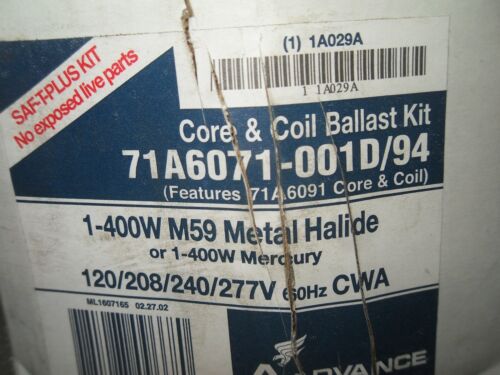 SAF-T-PLUS KIT
No exposed live parts
(1) 1A029A
1 1A029A
Core & Coil Ballast Kit
71A6071-001D/94
(Features 71A6091 Core & Coil)
1-400W M59 Metal Halide
or 1-400W Mercury
120/208/240/277V 60Hz CWA
ML1607165 02.27.02
ADVANCE